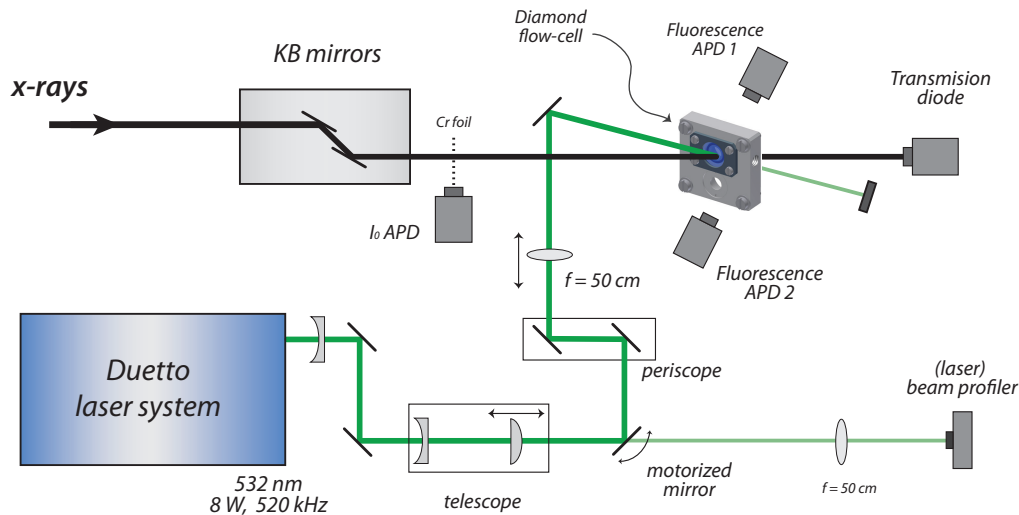 Diamond
flow-cell
Fluorescence
APD 1
KB mirrors
x-rays
Transmision
diode
Cr foil
I₀ APD
f = 50 cm
Fluorescence
APD 2
Duetto
laser system
periscope
(laser)
beam profiler
532 nm
8 W, 520 kHz
telescope
motorized
mirror
f = 50 cm